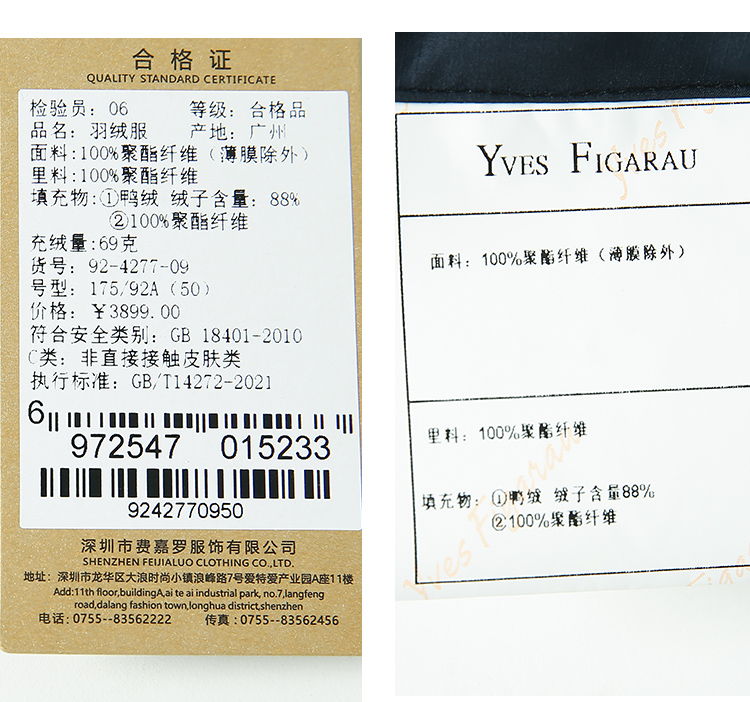 合格证
QUALITY STANDARD CERTIFICATE
检验员：06 等级：合格品
品名：羽绒服 产地：广州
面料:100%聚酯纤维（薄膜除外）
里料:100%聚酯纤维
填充物:①鸭绒 绒子含量：88%
②100%聚酯纤维
充绒量:69克
货号：92-4277-09
号型：175/92A（50）
价格：￥3899.00
符合安全类别：GB 18401-2010
C类：非直接接触皮肤类
执行标准：GB/T14272-2021
6 972547 015233
9242770950
深圳市费嘉罗服饰有限公司
SHENZHEN FEIJIALUO CLOTHING CO.,LTD.
地址：深圳市龙华区大浪时尚小镇浪峰路7号爱特爱产业园A座11楼
Add:11th floor,buildingA,ai te ai industrial park, no.7,langfeng
road,dalang fashion town,longhua district,shenzhen
电话：0755--83562222 传真：0755--83562456
YVES FIGARAU
面料：100%聚酯纤维（薄膜除外）
里料：100%聚酯纤维
填充物：①鸭绒 绒子含量88%
②100%聚酯纤维
Yves Figarau